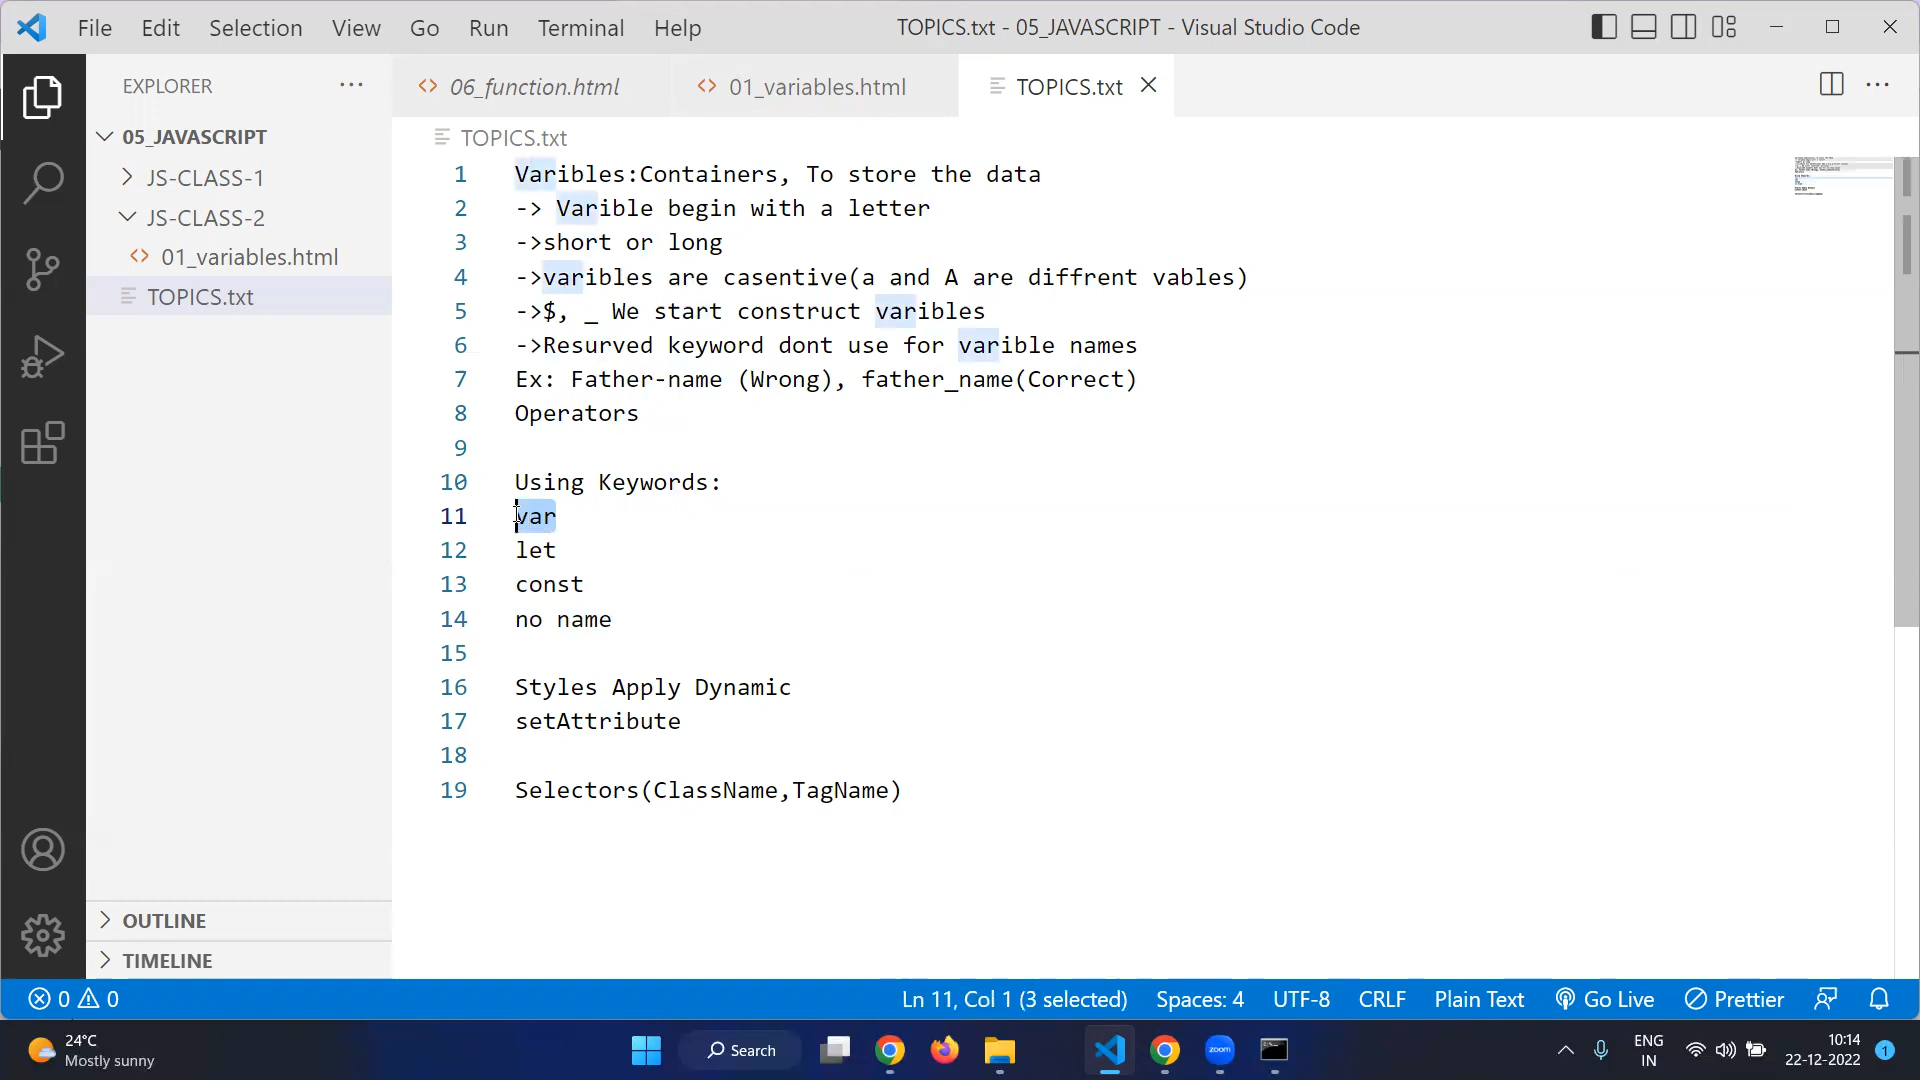 File Edit Selection View Go Run Terminal Help TOPICS.txt - 05_JAVASCRIPT - Visual Studio Code
EXPLORER
06_function.html 01_variables.html TOPICS.txt
05_JAVASCRIPT
JS-CLASS-1
JS-CLASS-2
01_variables.html
TOPICS.txt
OUTLINE
TIMELINE
TOPICS.txt
1 Varibles:Containers, To store the data
2 -> Varible begin with a letter
3 ->short or long
4 ->varibles are casentive(a and A are diffrent vables)
5 ->$, _ We start construct varibles
6 ->Resurved keyword dont use for varible names
7 Ex: Father-name (Wrong), father_name(Correct)
8 Operators
9
10 Using Keywords:
11 var
12 let
13 const
14 no name
15
16 Styles Apply Dynamic
17 setAttribute
18
19 Selectors(ClassName,TagName)
0 0 Ln 11, Col 1 (3 selected) Spaces: 4 UTF-8 CRLF Plain Text Go Live Prettier
24°C
Mostly sunny
Search
zoom
ENG
IN
10:14
22-12-2022
1